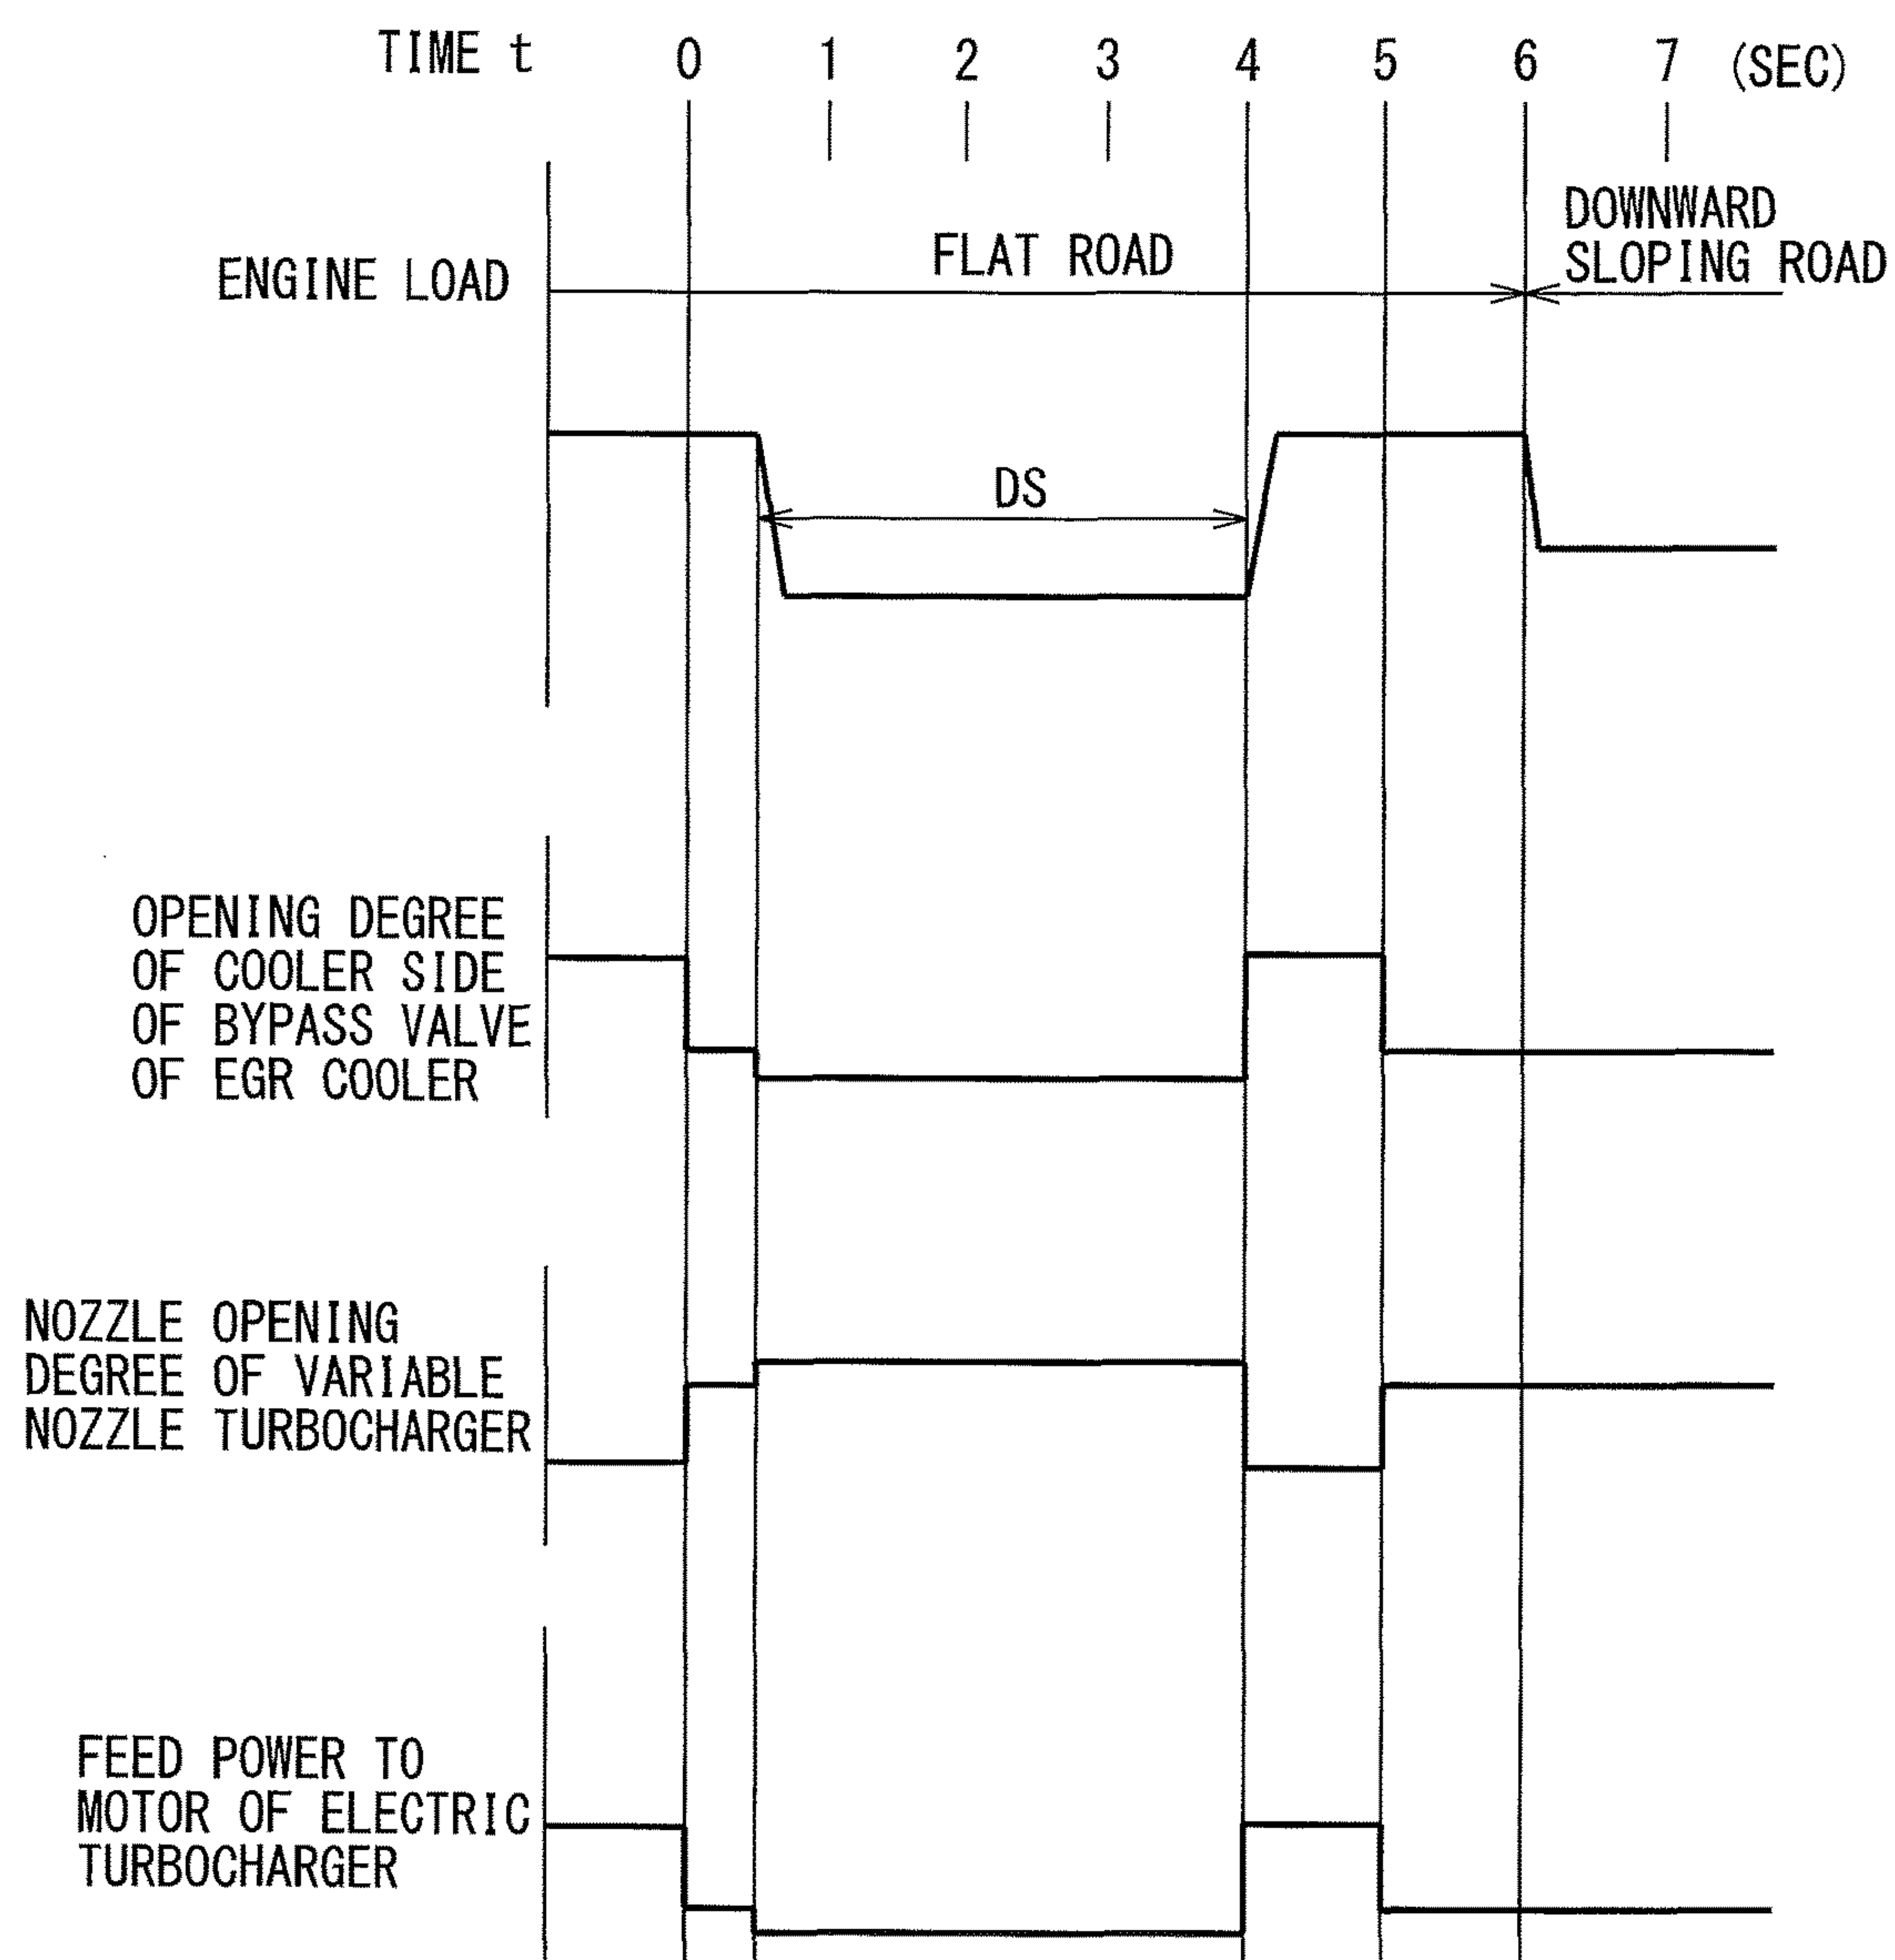 TIME t 0 1 2 3 4 5 6 7 (SEC)
DOWNWARD
SLOPING ROAD
FLAT ROAD
ENGINE LOAD
DS
OPENING DEGREE
OF COOLER SIDE
OF BYPASS VALVE
OF EGR COOLER
NOZZLE OPENING
DEGREE OF VARIABLE
NOZZLE TURBOCHARGER
FEED POWER TO
MOTOR OF ELECTRIC
TURBOCHARGER